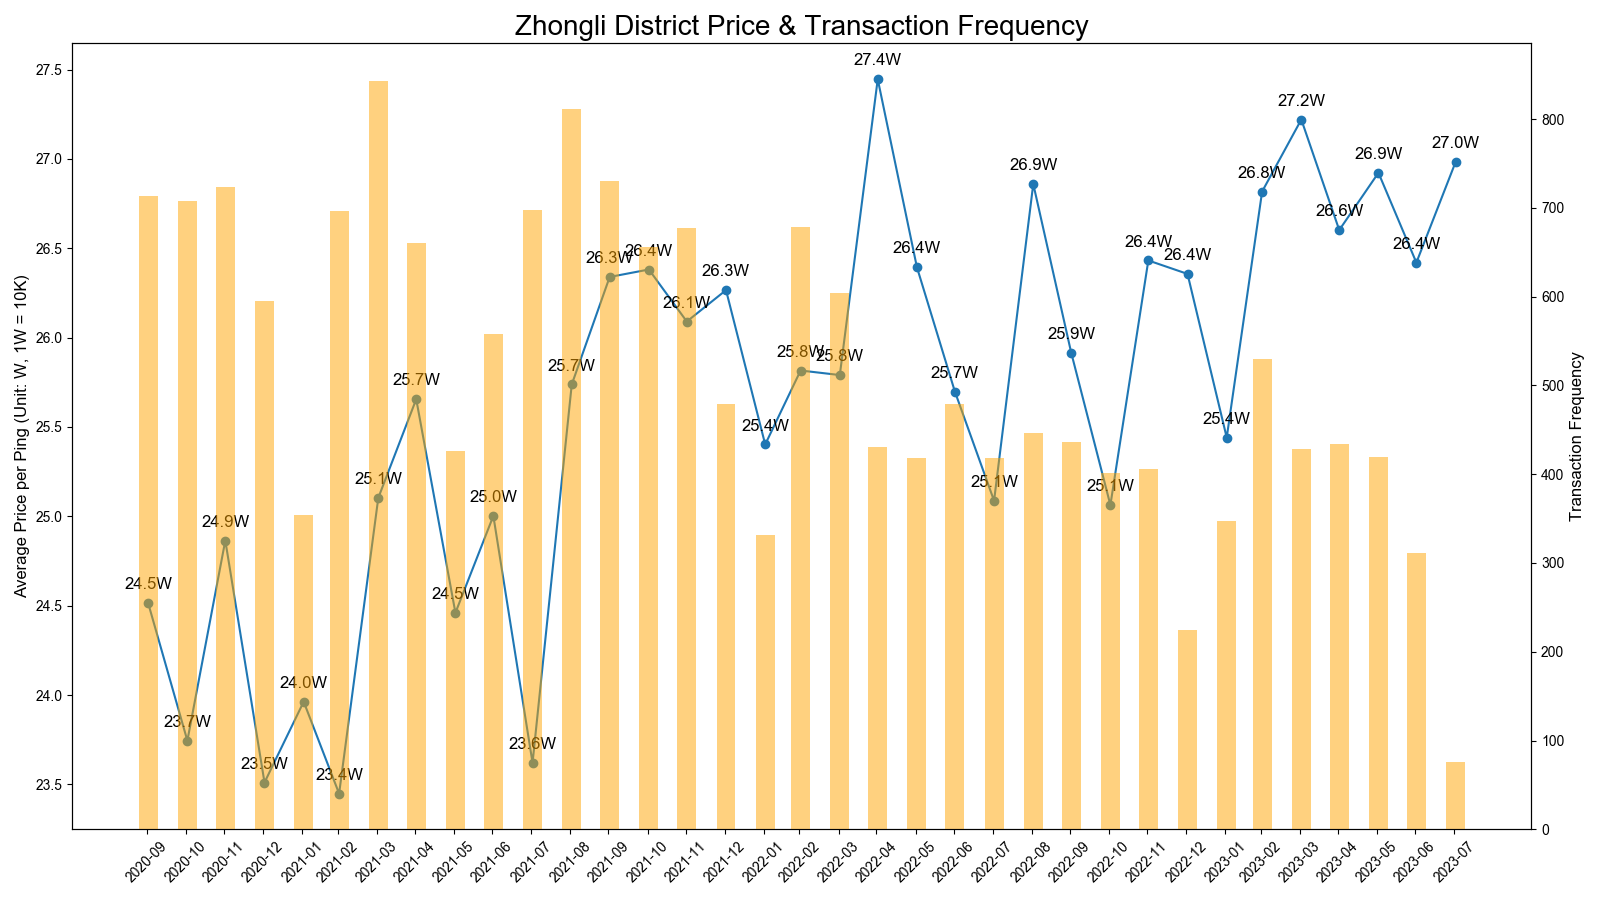 Zhongli District Price & Transaction Frequency
Average Price per Ping (Unit: W, 1W = 10K)
27.5
27.0
26.5
26.0
25.5
25.0
24.5
24.0
23.5
24.5W
23.7W
24.9W
23.5W
24.0W
23.4W
25.1W
25.7W
24.5W
25.0W
23.6W
25.7W
26.3W
26.4W
26.1W
26.3W
25.4W
25.8W
25.8W
27.4W
26.4W
25.7W
25.1W
26.9W
25.9W
25.1W
26.4W
26.4W
25.4W
26.8W
27.2W
26.6W
26.9W
26.4W
27.0W
800
700
600
500
400
300
200
100
0
Transaction Frequency
2020-09
2020-10
2020-11
2020-12
2021-01
2021-02
2021-03
2021-04
2021-05
2021-06
2021-07
2021-08
2021-09
2021-10
2021-11
2021-12
2022-01
2022-02
2022-03
2022-04
2022-05
2022-06
2022-07
2022-08
2022-09
2022-10
2022-11
2022-12
2023-01
2023-02
2023-03
2023-04
2023-05
2023-06
2023-07